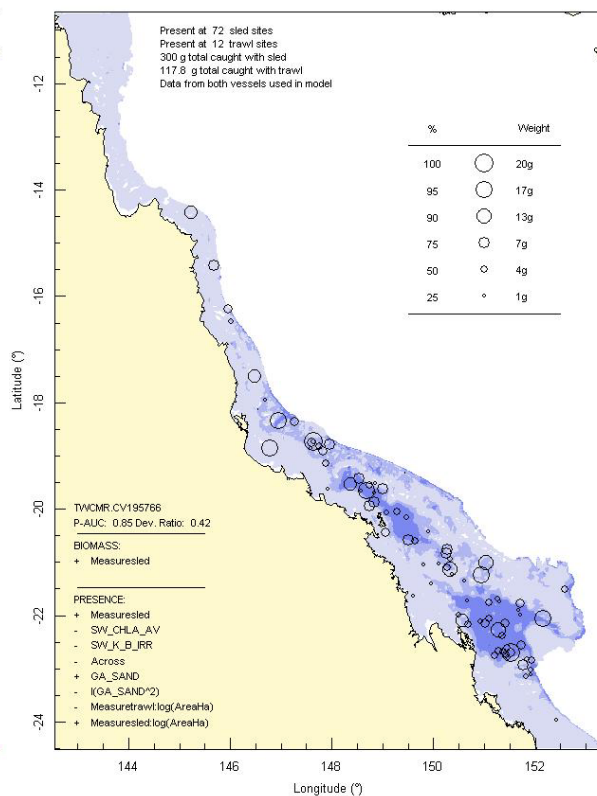 Present at 72 sled sites
Present at 12 trawl sites
300 g total caught with sled
117.8 g total caught with trawl
Data from both vessels used in model
% Weight
100 20g
95 17g
90 13g
75 7g
50 4g
25 1g
-12
-14
-16
-18
-20
-22
-24
Latitude (°)
TWCMR.CV195766
P-AUC: 0.85 Dev. Ratio: 0.42
BIOMASS:
+ Measuresled
PRESENCE:
+ Measuresled
- SW_CHLA_AV
- SW_K_B_IRR
- Across
+ GA_SAND
- I(GA_SAND^2)
- Measuretrawl:log(AreaHa)
+ Measuresled:log(AreaHa)
144 146 148 150 152
Longitude (°)